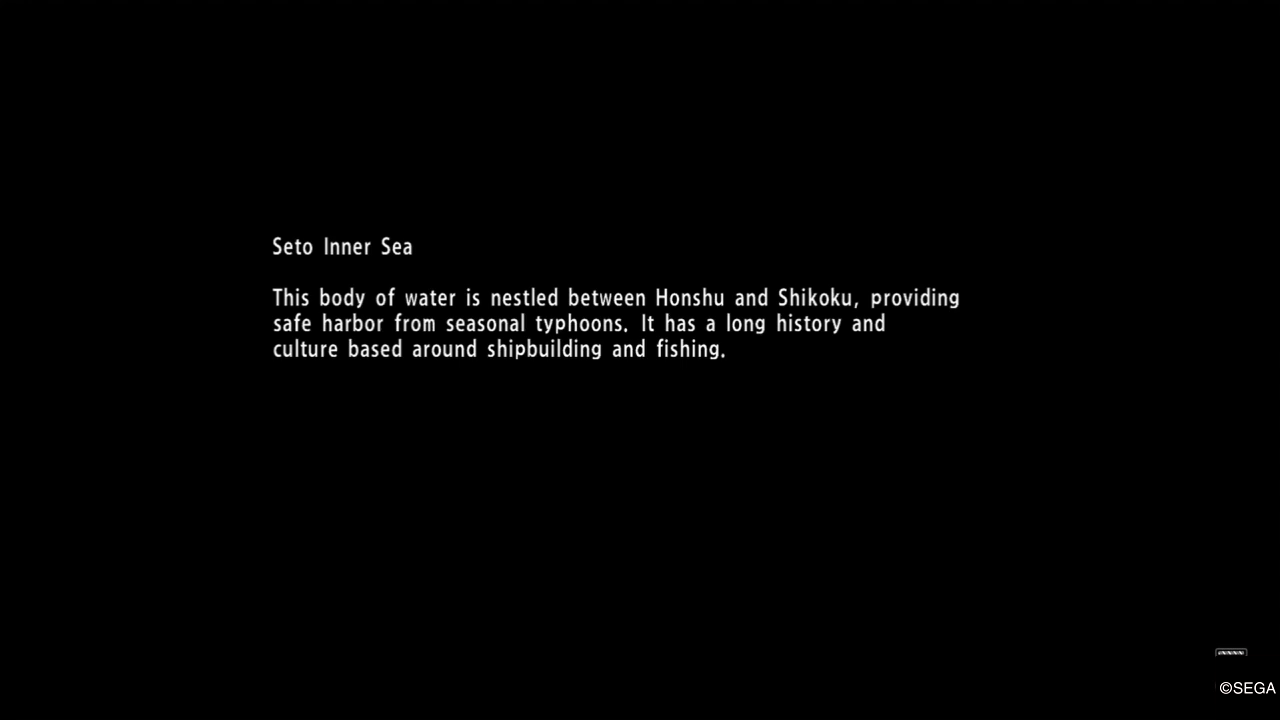 Seto Inner Sea
This body of water is nestled between Honshu and Shikoku, providing
safe harbor from seasonal typhoons. It has a long history and
culture based around shipbuilding and fishing.
©SEGA